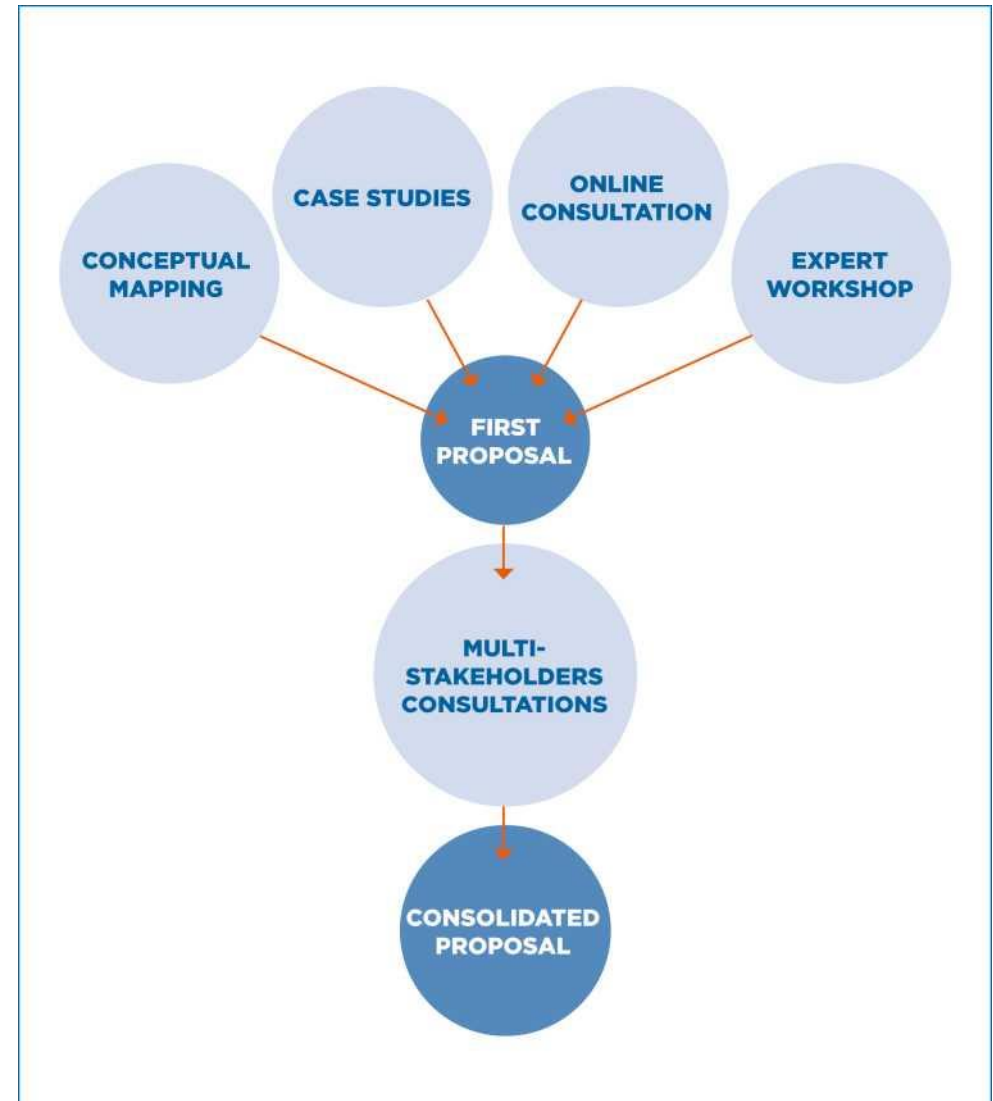 CONCEPTUAL
MAPPING
CASE STUDIES
ONLINE
CONSULTATION
EXPERT
WORKSHOP
FIRST
PROPOSAL
MULTI-
STAKEHOLDERS
CONSULTATIONS
CONSOLIDATED
PROPOSAL